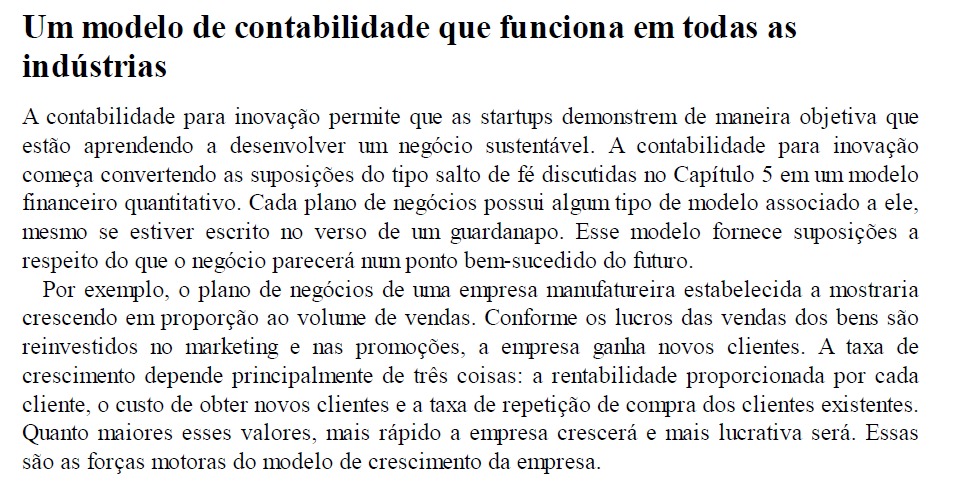 Um modelo de contabilidade que funciona em todas as
indústrias
A contabilidade para inovação permite que as startups demonstrem de maneira objetiva que
estão aprendendo a desenvolver um negócio sustentável. A contabilidade para inovação
começa convertendo as suposições do tipo salto de fé discutidas no Capítulo 5 em um modelo
financeiro quantitativo. Cada plano de negócios possui algum tipo de modelo associado a ele,
mesmo se estiver escrito no verso de um guardanapo. Esse modelo fornece suposições a
respeito do que o negócio parecerá num ponto bem-sucedido do futuro.
Por exemplo, o plano de negócios de uma empresa manufatureira estabelecida a mostraria
crescendo em proporção ao volume de vendas. Conforme os lucros das vendas dos bens são
reinvestidos no marketing e nas promoções, a empresa ganha novos clientes. A taxa de
crescimento depende principalmente de três coisas: a rentabilidade proporcionada por cada
cliente, o custo de obter novos clientes e a taxa de repetição de compra dos clientes existentes.
Quanto maiores esses valores, mais rápido a empresa crescerá e mais lucrativa será. Essas
são as forças motoras do modelo de crescimento da empresa.